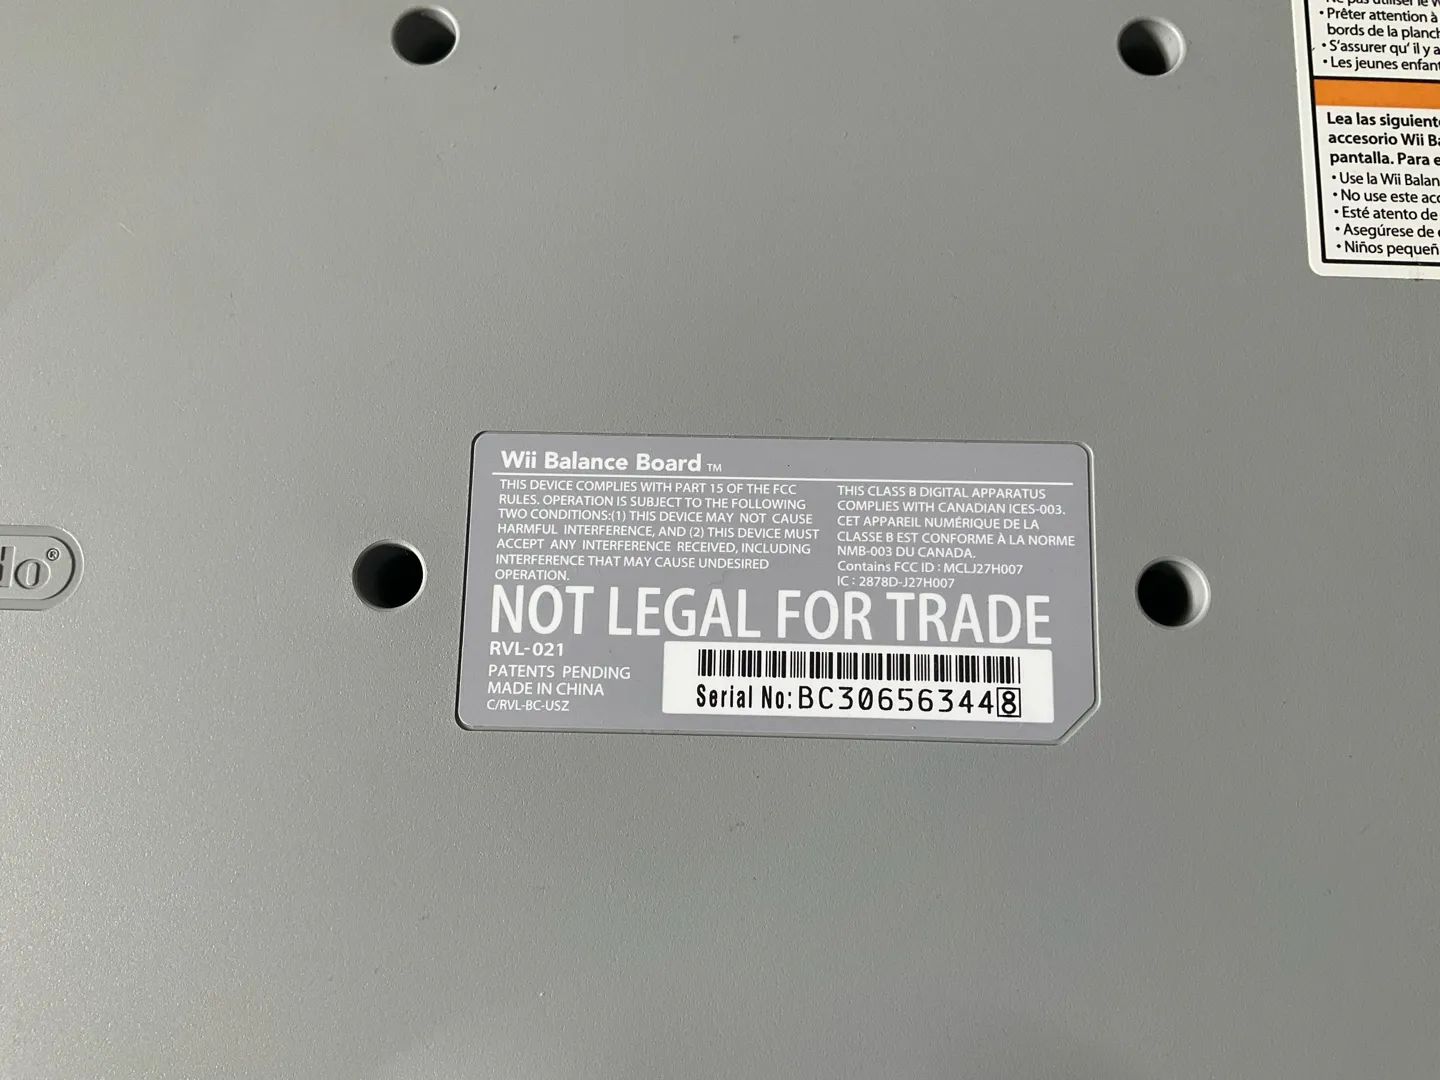 • Prêter attention à
bords de la planch
• S'assurer qu' il y a
• Les jeunes enfant
Lea las siguient
accesorio Wii Ba
pantalla. Para e
• Use la Wii Balan
• No use este acc
• Esté atento de
• Asegúrese de
• Niños pequeñ
Wii Balance Board TM
THIS DEVICE COMPLIES WITH PART 15 OF THE FCC
RULES. OPERATION IS SUBJECT TO THE FOLLOWING
TWO CONDITIONS:(1) THIS DEVICE MAY NOT CAUSE
HARMFUL INTERFERENCE, AND (2) THIS DEVICE MUST
ACCEPT ANY INTERFERENCE RECEIVED, INCLUDING
INTERFERENCE THAT MAY CAUSE UNDESIRED
OPERATION.
THIS CLASS B DIGITAL APPARATUS
COMPLIES WITH CANADIAN ICES-003.
CET APPAREIL NUMÉRIQUE DE LA
CLASSE B EST CONFORME À LA NORME
NMB-003 DU CANADA.
Contains FCC ID : MCLJ27H007
IC : 2878D-J27H007
NOT LEGAL FOR TRADE
RVL-021
PATENTS PENDING
MADE IN CHINA
C/RVL-BC-USZ
Serial No:BC306563448
do®